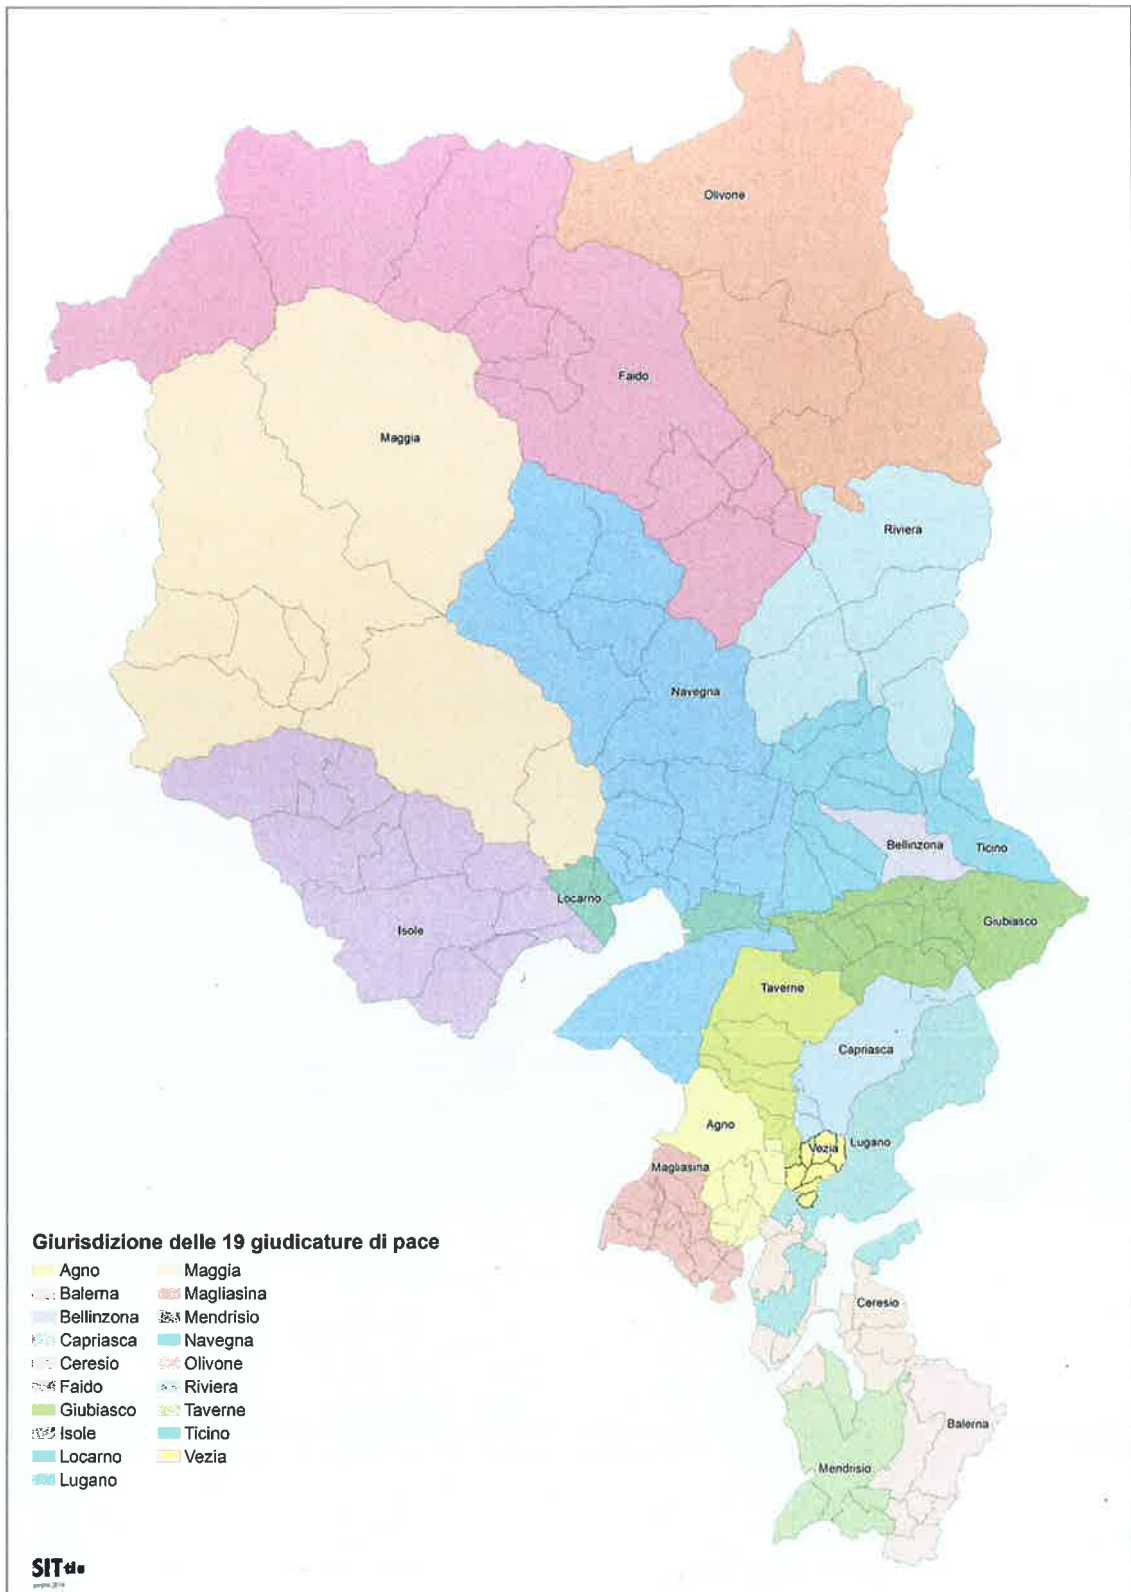 Olivone
Faido
Maggia
Riviera
Navegna
Bellinzona
Ticino
Locarno
Giubiasco
Isole
Taverne
Capriasca
Agno
Vezia
Lugano
Magliasina
Ceresio
Balerna
Mendrisio
Giurisdizione delle 19 giudicature di pace
Agno
Balerna
Bellinzona
Capriasca
Ceresio
Faido
Giubiasco
Isole
Locarno
Lugano
Maggia
Magliasina
Mendrisio
Navegna
Olivone
Riviera
Taverne
Ticino
Vezia